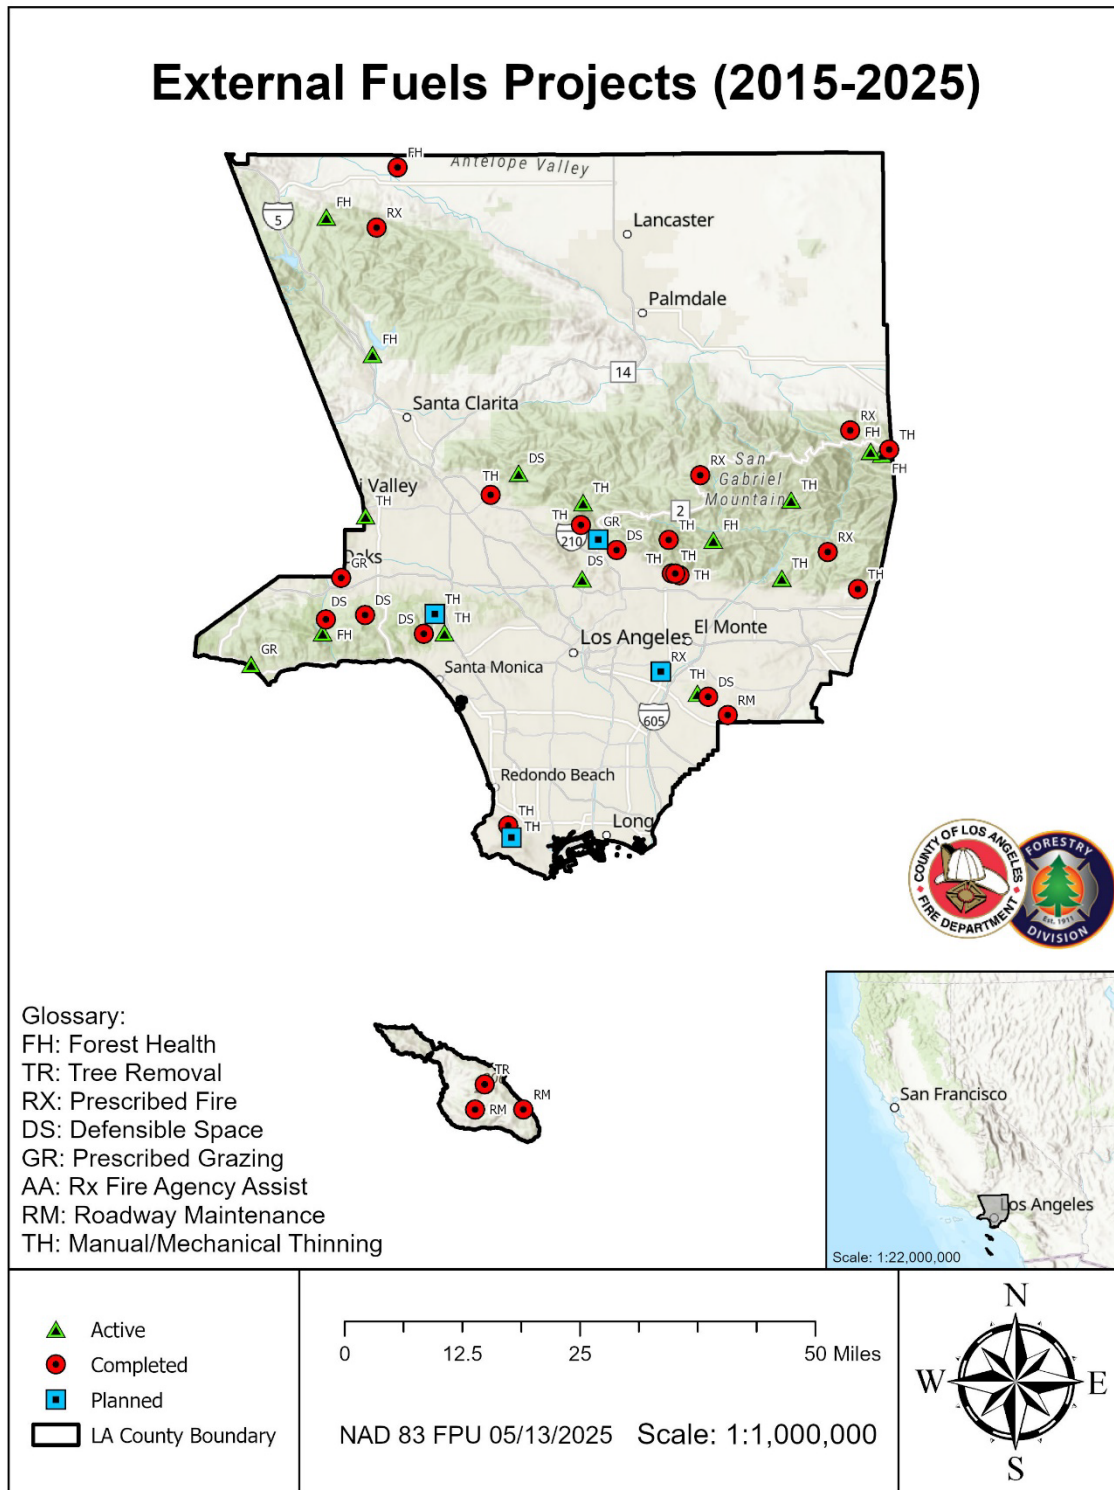 External Fuels Projects (2015-2025)
FH
Antelope Valley
FH
5
RX
Lancaster
Palmdale
FH
14
Santa Clarita
RX
FH
TH
FH
DS
RX
San
Gabriel
Mountain
TH
i Valley
TH
TH
TH
2
TH
GR
210
DS
TH
FH
RX
Oaks
GR
DS
TH
TH
TH
TH
TH
DS
DS
DS
TH
TH
FH
Los Angeles
El Monte
GR
Santa Monica
RX
TH
DS
RM
605
Redondo Beach
TH
TH
Long
COUNTY OF LOS ANGELES
FIRE DEPARTMENT
FORESTRY
Est. 1911
DIVISION
TR
RM
RM
Glossary:
FH: Forest Health
TR: Tree Removal
RX: Prescribed Fire
DS: Defensible Space
GR: Prescribed Grazing
AA: Rx Fire Agency Assist
RM: Roadway Maintenance
TH: Manual/Mechanical Thinning
San Francisco
Los Angeles
Scale: 1:22,000,000
Active
Completed
Planned
LA County Boundary
0 12.5 25 50 Miles
NAD 83 FPU 05/13/2025 Scale: 1:1,000,000
N
W E
S